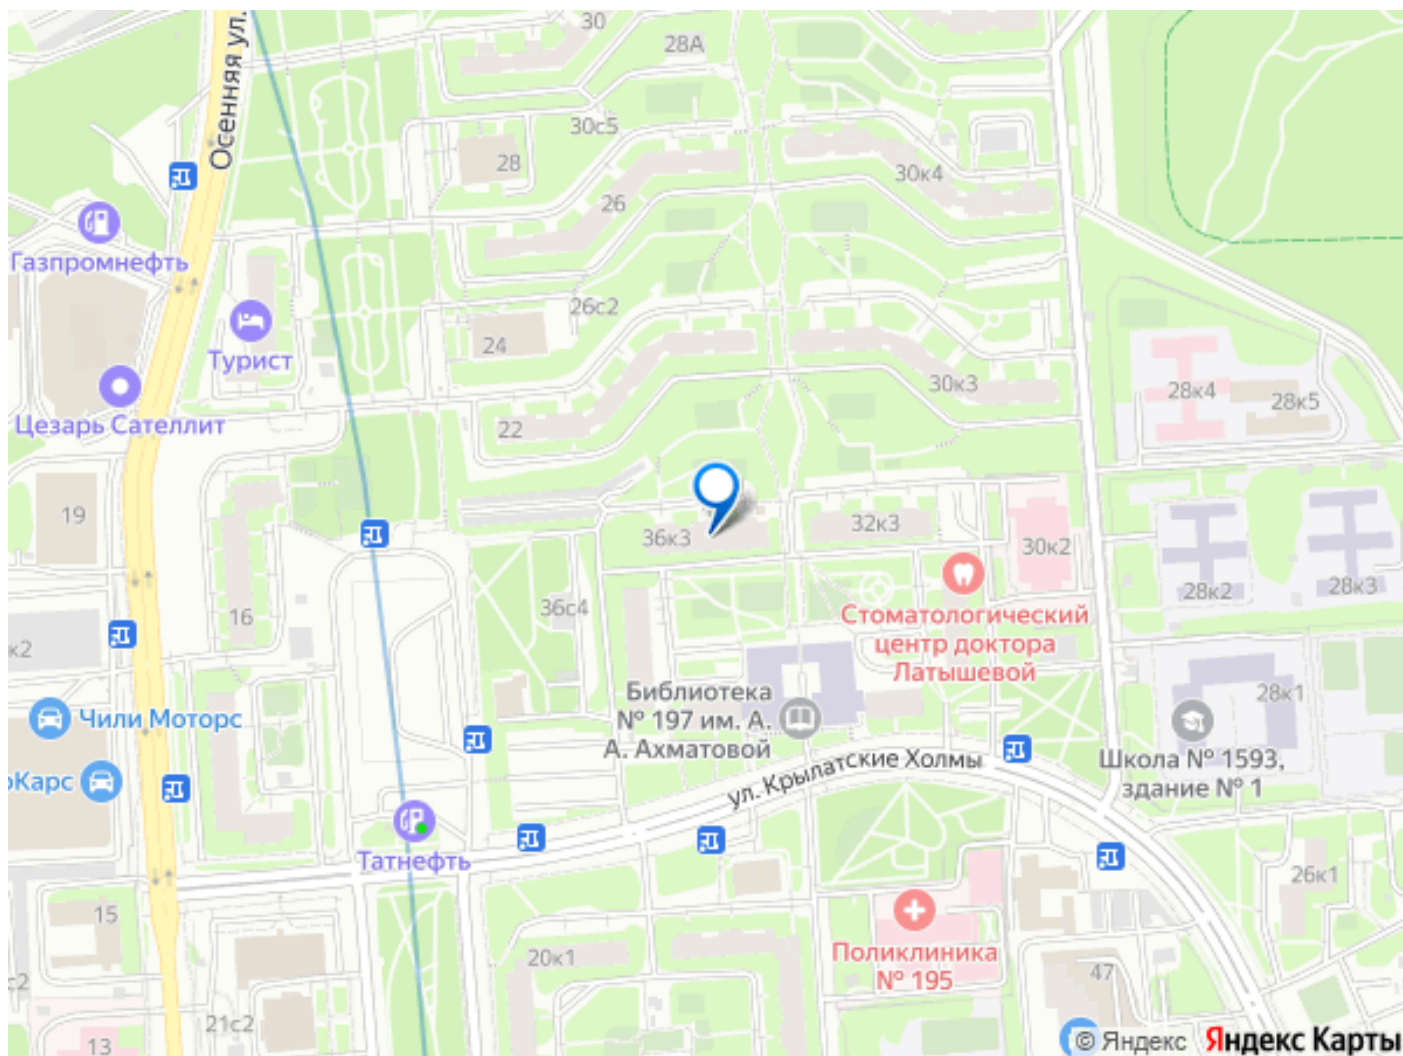 30
28А
Осенняя ул.
30с5
28
30к4
26
Газпромнефть
26с2
24
Турист
30к3
28к4
28к5
Цезарь Сателлит
22
19
36к3
32к3
30к2
28к2
28к3
36с4
16
Стоматологический
центр доктора
Латышевой
к2
Библиотека
№ 197 им. А.
А. Ахматовой
28к1
Чили Моторс
ул. Крылатские Холмы
Школа № 1593,
здание № 1
оКарс
Татнефть
26к1
15
Поликлиника
№ 195
20к1
47
с2
21с2
13
© Яндекс Яндекс Карты